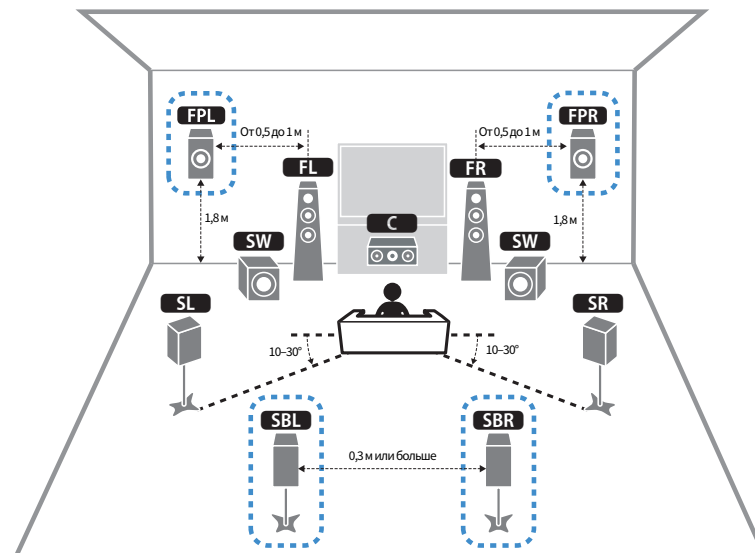 FPL
FPR
От 0,5 до 1 м
От 0,5 до 1 м
FL
FR
1,8 м
C
1,8 м
SW
SW
SL
SR
10–30°
10–30°
SBL
SBR
0,3 м или больше